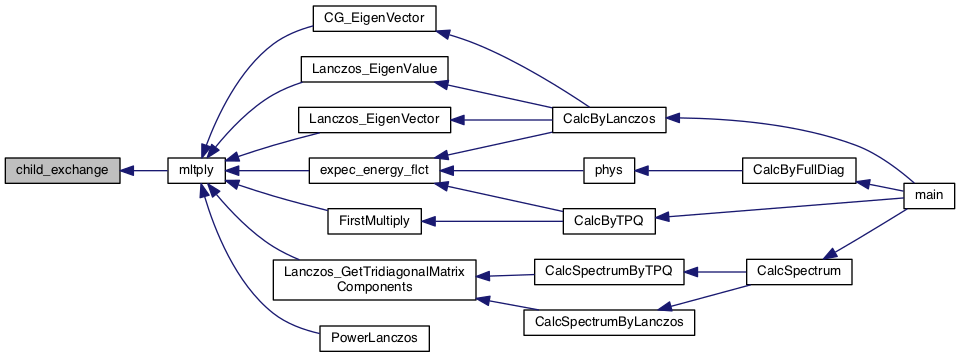 CG_EigenVector
Lanczos_EigenValue
Lanczos_EigenVector
CalcByLanczos
child_exchange
mltply
expec_energy_flct
phys
CalcByFullDiag
main
FirstMultiply
CalcByTPQ
Lanczos_GetTridiagonalMatrix
Components
CalcSpectrumByTPQ
CalcSpectrum
CalcSpectrumByLanczos
PowerLanczos